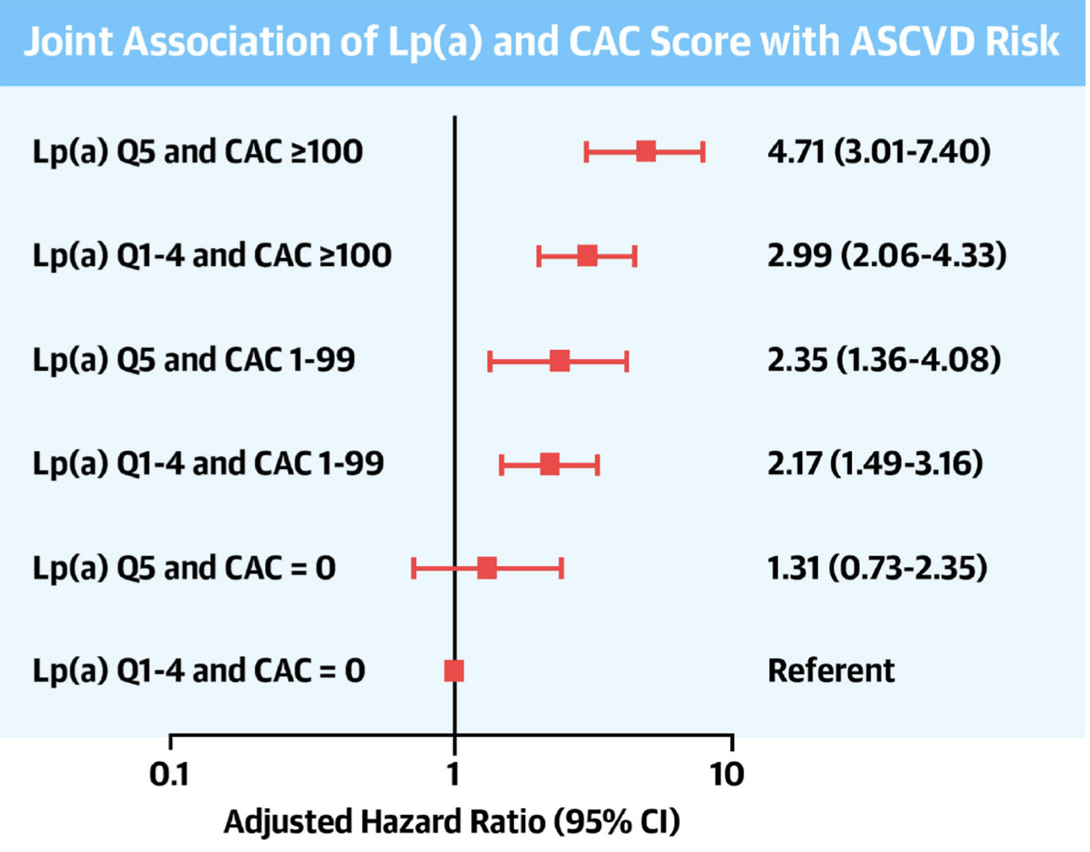 Joint Association of Lp(a) and CAC Score with ASCVD Risk
Lp(a) Q5 and CAC ≥100 4.71 (3.01-7.40)
Lp(a) Q1-4 and CAC ≥100 2.99 (2.06-4.33)
Lp(a) Q5 and CAC 1-99 2.35 (1.36-4.08)
Lp(a) Q1-4 and CAC 1-99 2.17 (1.49-3.16)
Lp(a) Q5 and CAC = 0 1.31 (0.73-2.35)
Lp(a) Q1-4 and CAC = 0 Referent
0.1 1 10
Adjusted Hazard Ratio (95% CI)